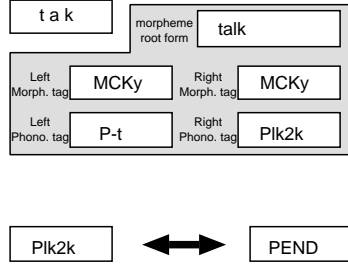 t a k
morpheme
root form
talk
Left
Morph. tag
MCKy
Right
Morph. tag
MCKy
Left
Phono. tag
P-t
Right
Phono. tag
Plk2k
Plk2k
PEND